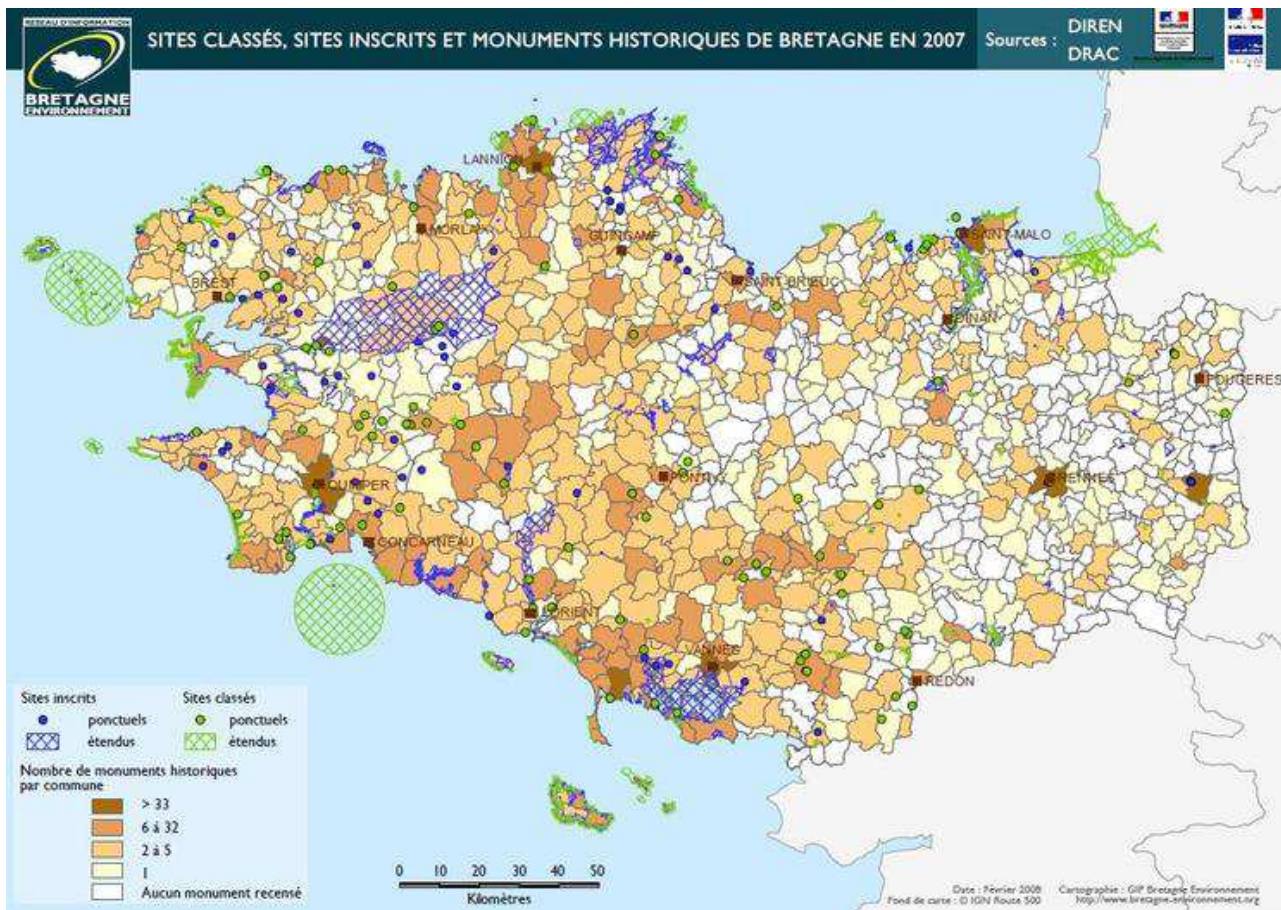 RESEAU D'INFORMATION
BRETAGNE
ENVIRONNEMENT
SITES CLASSÉS, SITES INSCRITS ET MONUMENTS HISTORIQUES DE BRETAGNE EN 2007
Sources :
DIREN
DRAC
LANNION
MORLAI
GUINGAMP
SAINT-MALO
BREST
SAINT-BRIEUC
DINAN
FOUGERES
QUIMPER
PONTI
RENNES
CONCARNEAU
LORIENT
VANNES
REDON
Sites inscrits
Sites classés
ponctuels
ponctuels
étendus
étendus
Nombre de monuments historiques
par commune
> 33
6 à 32
2 à 5
1
Aucun monument recensé
0 10 20 30 40 50
Kilomètres
Date : Février 2008 Cartographie : GIP Bretagne Environnement
Fond de carte : © IGN Route 500 http://www.bretagne-environnement.org